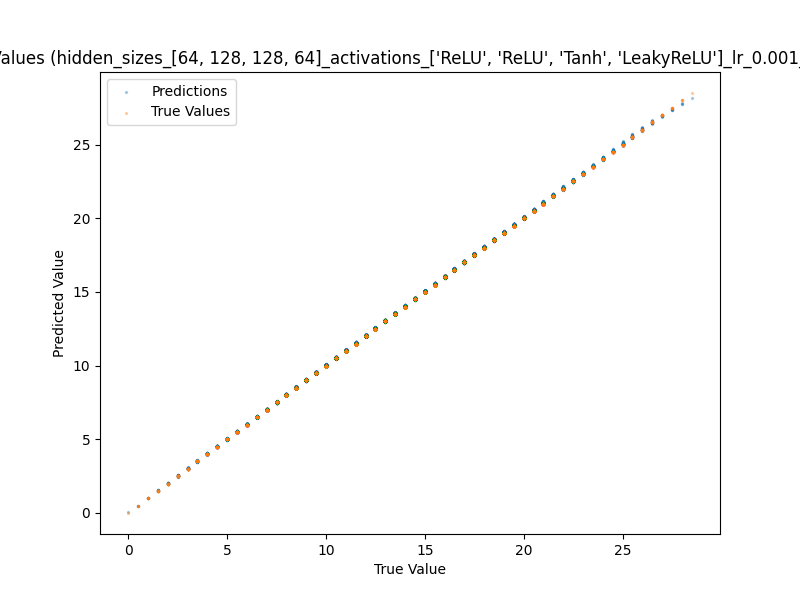 Values (hidden_sizes_[64, 128, 128, 64]_activations_['ReLU', 'ReLU', 'Tanh', 'LeakyReLU']_lr_0.001_
Predictions
True Values
25
20
15
10
5
0
Predicted Value
0 5 10 15 20 25
True Value